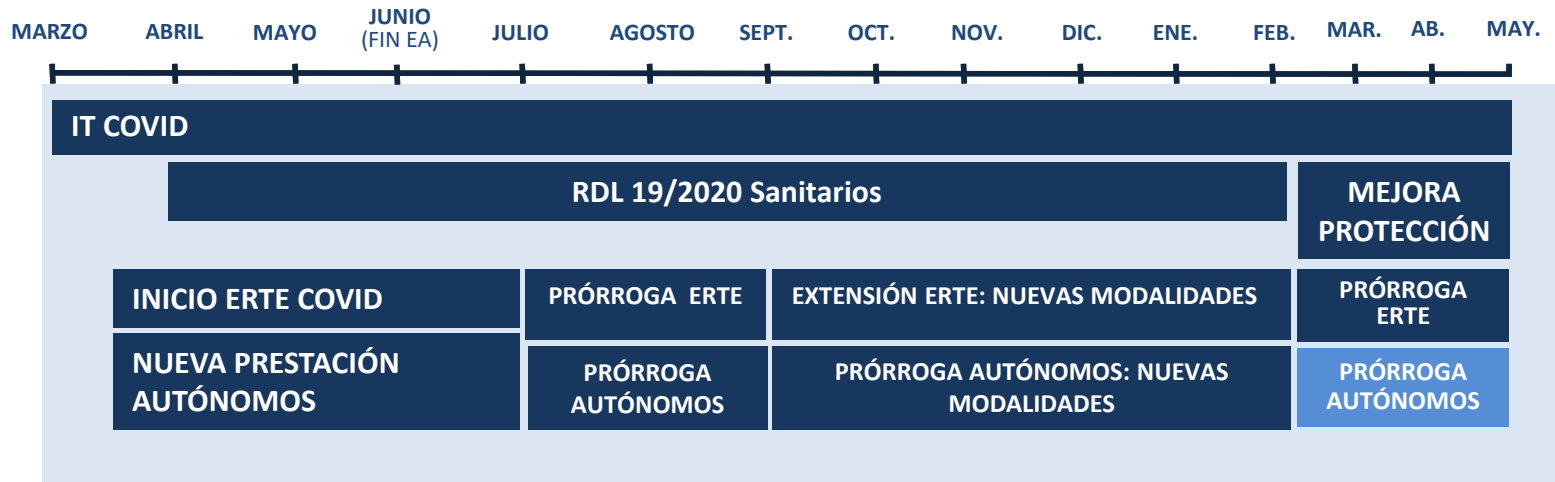 MARZO ABRIL MAYO JUNIO (FIN EA) JULIO AGOSTO SEPT. OCT. NOV. DIC. ENE. FEB. MAR. AB. MAY.
IT COVID
RDL 19/2020 Sanitarios
MEJORA
PROTECCIÓN
INICIO ERTE COVID
PRÓRROGA ERTE
EXTENSIÓN ERTE: NUEVAS MODALIDADES
PRÓRROGA
ERTE
NUEVA PRESTACIÓN
AUTÓNOMOS
PRÓRROGA
AUTÓNOMOS
PRÓRROGA AUTÓNOMOS: NUEVAS
MODALIDADES
PRÓRROGA
AUTÓNOMOS